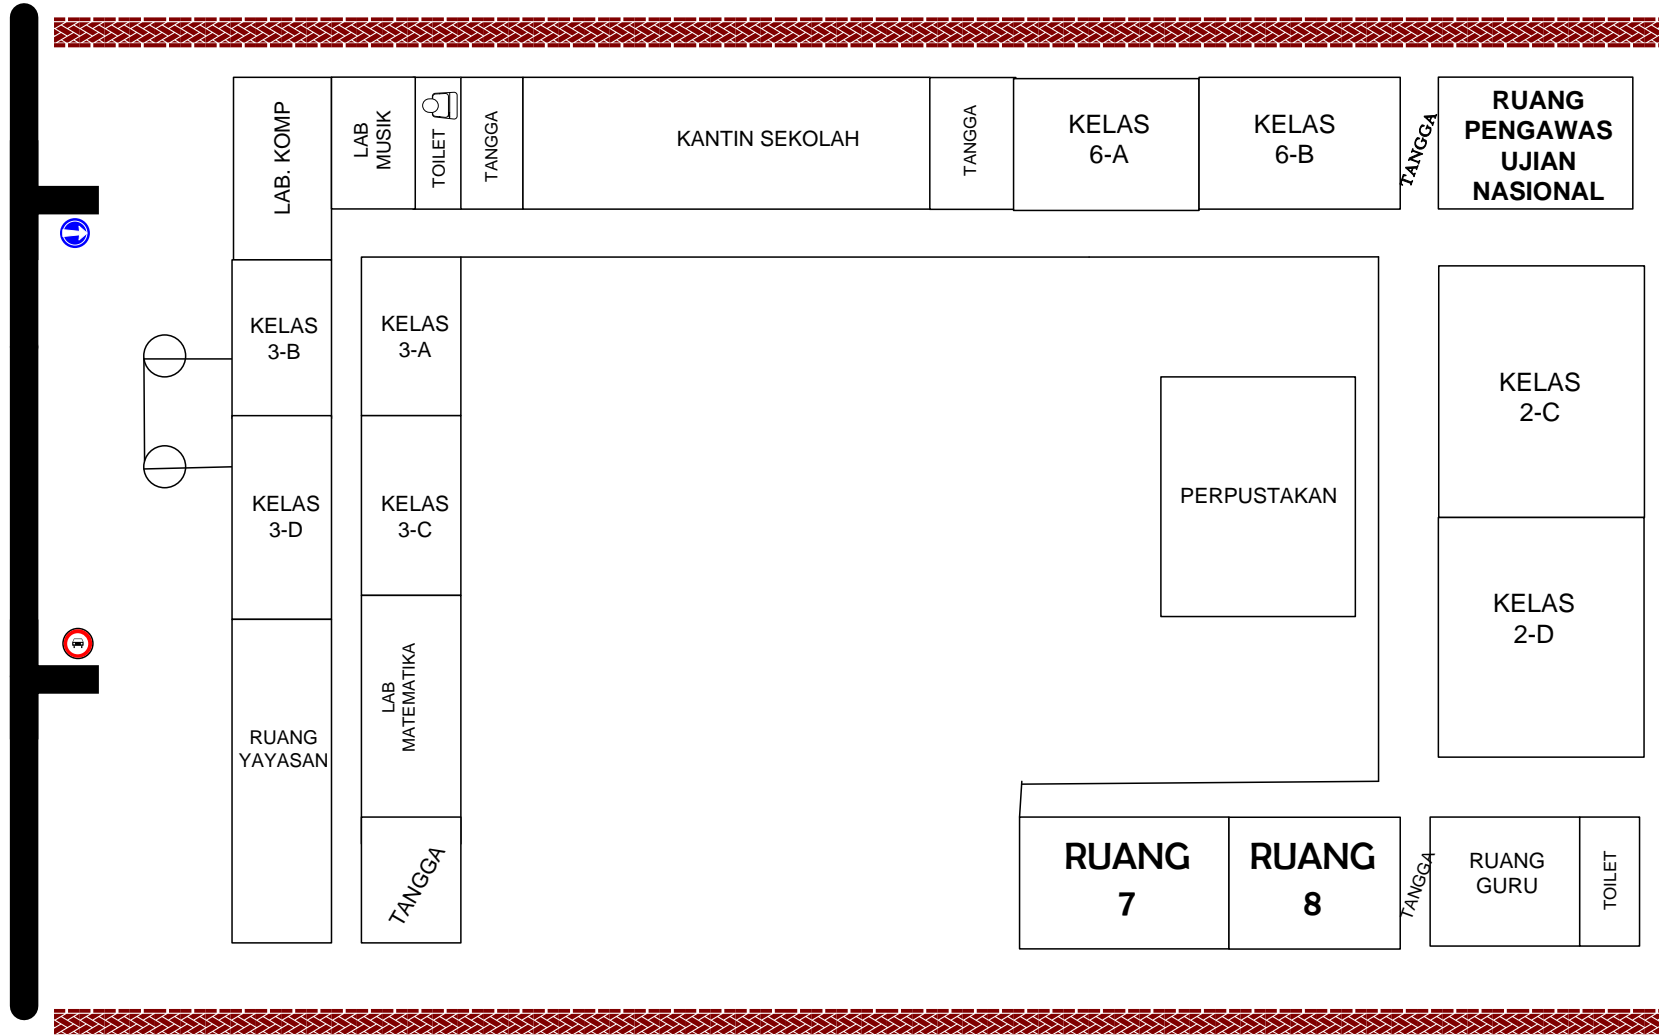 LAB. KOMP
LAB
MUSIK
TOILET
TANGGA
KANTIN SEKOLAH
TANGGA
KELAS
6-A
KELAS
6-B
TANGGA
RUANG
PENGAWAS
UJIAN
NASIONAL
KELAS
3-B
KELAS
3-A
KELAS
2-C
KELAS
3-D
KELAS
3-C
PERPUSTAKAN
KELAS
2-D
RUANG
YAYASAN
LAB
MATEMATIKA
TANGGA
RUANG
7
RUANG
8
TANGGA
RUANG
GURU
TOILET